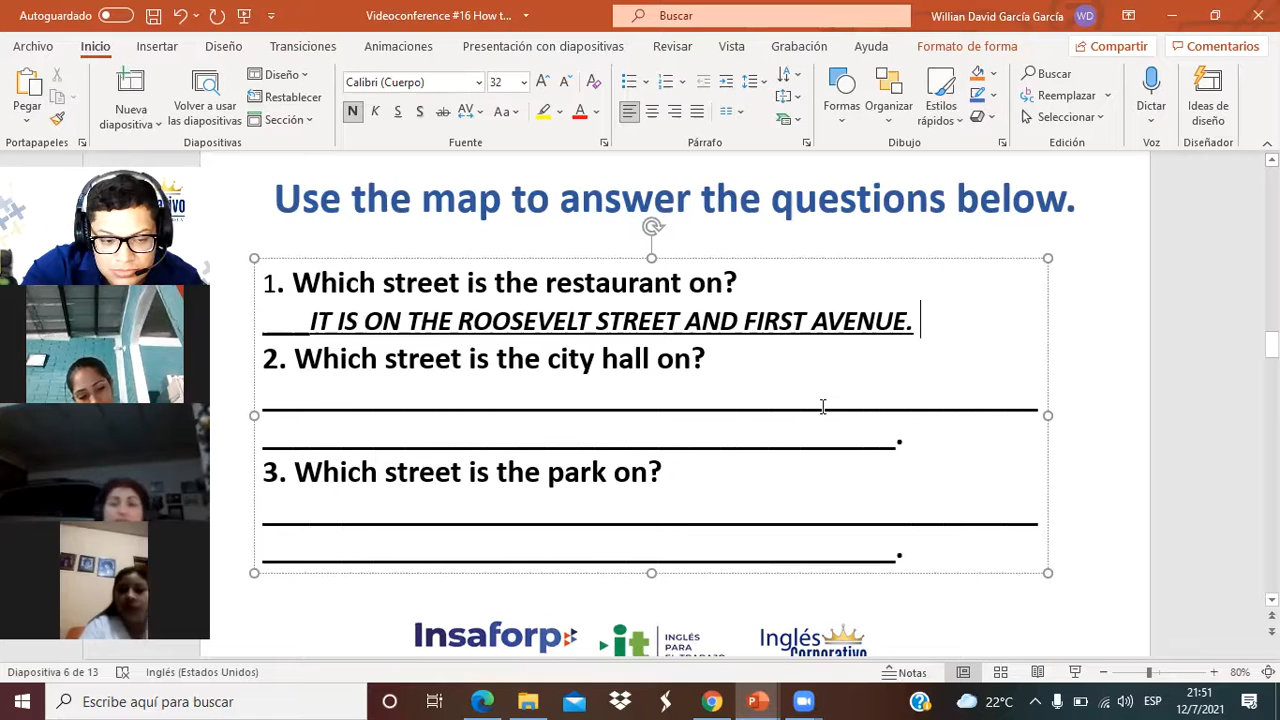 Autoguardado
Videoconference #16 How t...
Buscar
Willian David García García
WD
Archivo Inicio Insertar Diseño Transiciones Animaciones Presentación con diapositivas Revisar Vista Grabación Ayuda Formato de forma
Compartir
Comentarios
Pegar
Nueva diapositiva
Volver a usar las diapositivas
Diseño
Restablecer
Sección
Calibri (Cuerpo) 32
N K S S ab AV Aa
A
Formas
Organizar
Estilos rápidos
Buscar
Reemplazar
Seleccionar
Dictar
Ideas de diseño
Portapapeles Diapositivas Fuente Párrafo Dibujo Edición Voz Diseñador
Use the map to answer the questions below.
1. Which street is the restaurant on?
____IT IS ON THE ROOSEVELT STREET AND FIRST AVENUE.
2. Which street is the city hall on?
.
3. Which street is the park on?
.
Insaforp
it INGLÉS PARA EL TRABAJO
Inglés Corporativo
Diapositiva 6 de 13
Inglés (Estados Unidos)
Notas
80%
Escribe aquí para buscar
22°C
ESP
21:51
12/7/2021